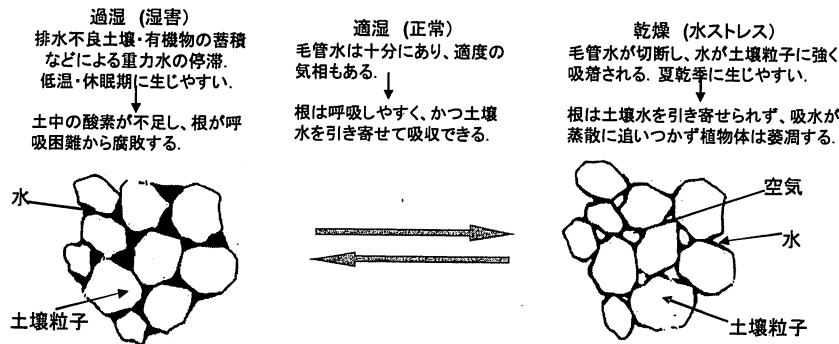 過湿 (湿害)
排水不良土壌・有機物の蓄積
などによる重力水の停滞.
低温・休眠期に生じやすい.
土中の酸素が不足し、根が呼
吸困難から腐敗する.
水
土壌粒子
適湿 (正常)
毛管水は十分にあり、適度の
気相もある.
根は呼吸しやすく、かつ土壌
水を引き寄せて吸収できる.
乾燥 (水ストレス)
毛管水が切断し、水が土壌粒子に強く
吸着される. 夏乾季に生じやすい.
根は土壌水を引き寄せられず、吸水が
蒸散に追いつかず植物体は萎凋する.
空気
水
土壌粒子